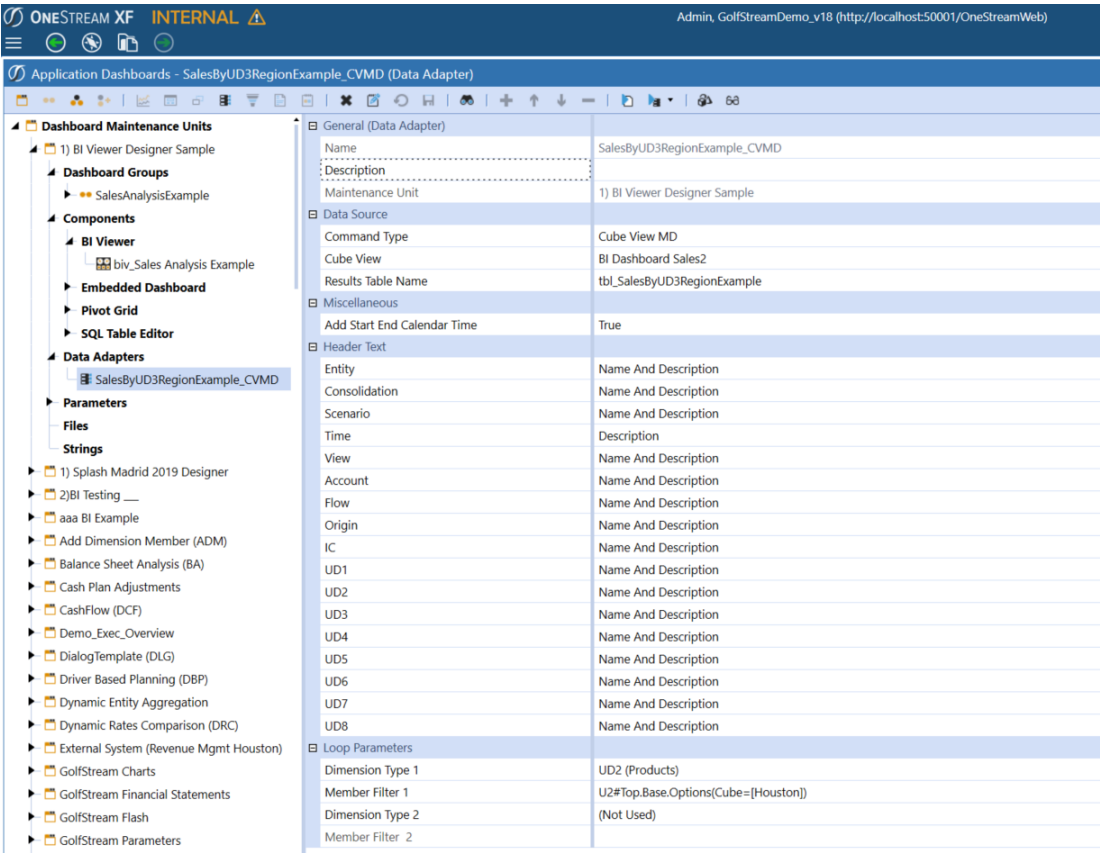 ONESTREAM XF INTERNAL
Admin, GolfStreamDemo_v18 (http://localhost:50001/OneStreamWeb)
Application Dashboards - SalesByUD3RegionExample_CVMD (Data Adapter)
Dashboard Maintenance Units
1) BI Viewer Designer Sample
Dashboard Groups
SalesAnalysisExample
Components
BI Viewer
biv_Sales Analysis Example
Embedded Dashboard
Pivot Grid
SQL Table Editor
Data Adapters
SalesByUD3RegionExample_CVMD
Parameters
Files
Strings
1) Splash Madrid 2019 Designer
2)BI Testing __
aaa BI Example
Add Dimension Member (ADM)
Balance Sheet Analysis (BA)
Cash Plan Adjustments
CashFlow (DCF)
Demo_Exec_Overview
DialogTemplate (DLG)
Driver Based Planning (DBP)
Dynamic Entity Aggregation
Dynamic Rates Comparison (DRC)
External System (Revenue Mgmt Houston)
GolfStream Charts
GolfStream Financial Statements
GolfStream Flash
GolfStream Parameters
General (Data Adapter)
Name SalesByUD3RegionExample_CVMD
Description
Maintenance Unit 1) BI Viewer Designer Sample
Data Source
Command Type Cube View MD
Cube View BI Dashboard Sales2
Results Table Name tbl_SalesByUD3RegionExample
Miscellaneous
Add Start End Calendar Time True
Header Text
Entity Name And Description
Consolidation Name And Description
Scenario Name And Description
Time Description
View Name And Description
Account Name And Description
Flow Name And Description
Origin Name And Description
IC Name And Description
UD1 Name And Description
UD2 Name And Description
UD3 Name And Description
UD4 Name And Description
UD5 Name And Description
UD6 Name And Description
UD7 Name And Description
UD8 Name And Description
Loop Parameters
Dimension Type 1 UD2 (Products)
Member Filter 1 U2#Top.Base.Options(Cube=[Houston])
Dimension Type 2 (Not Used)
Member Filter 2